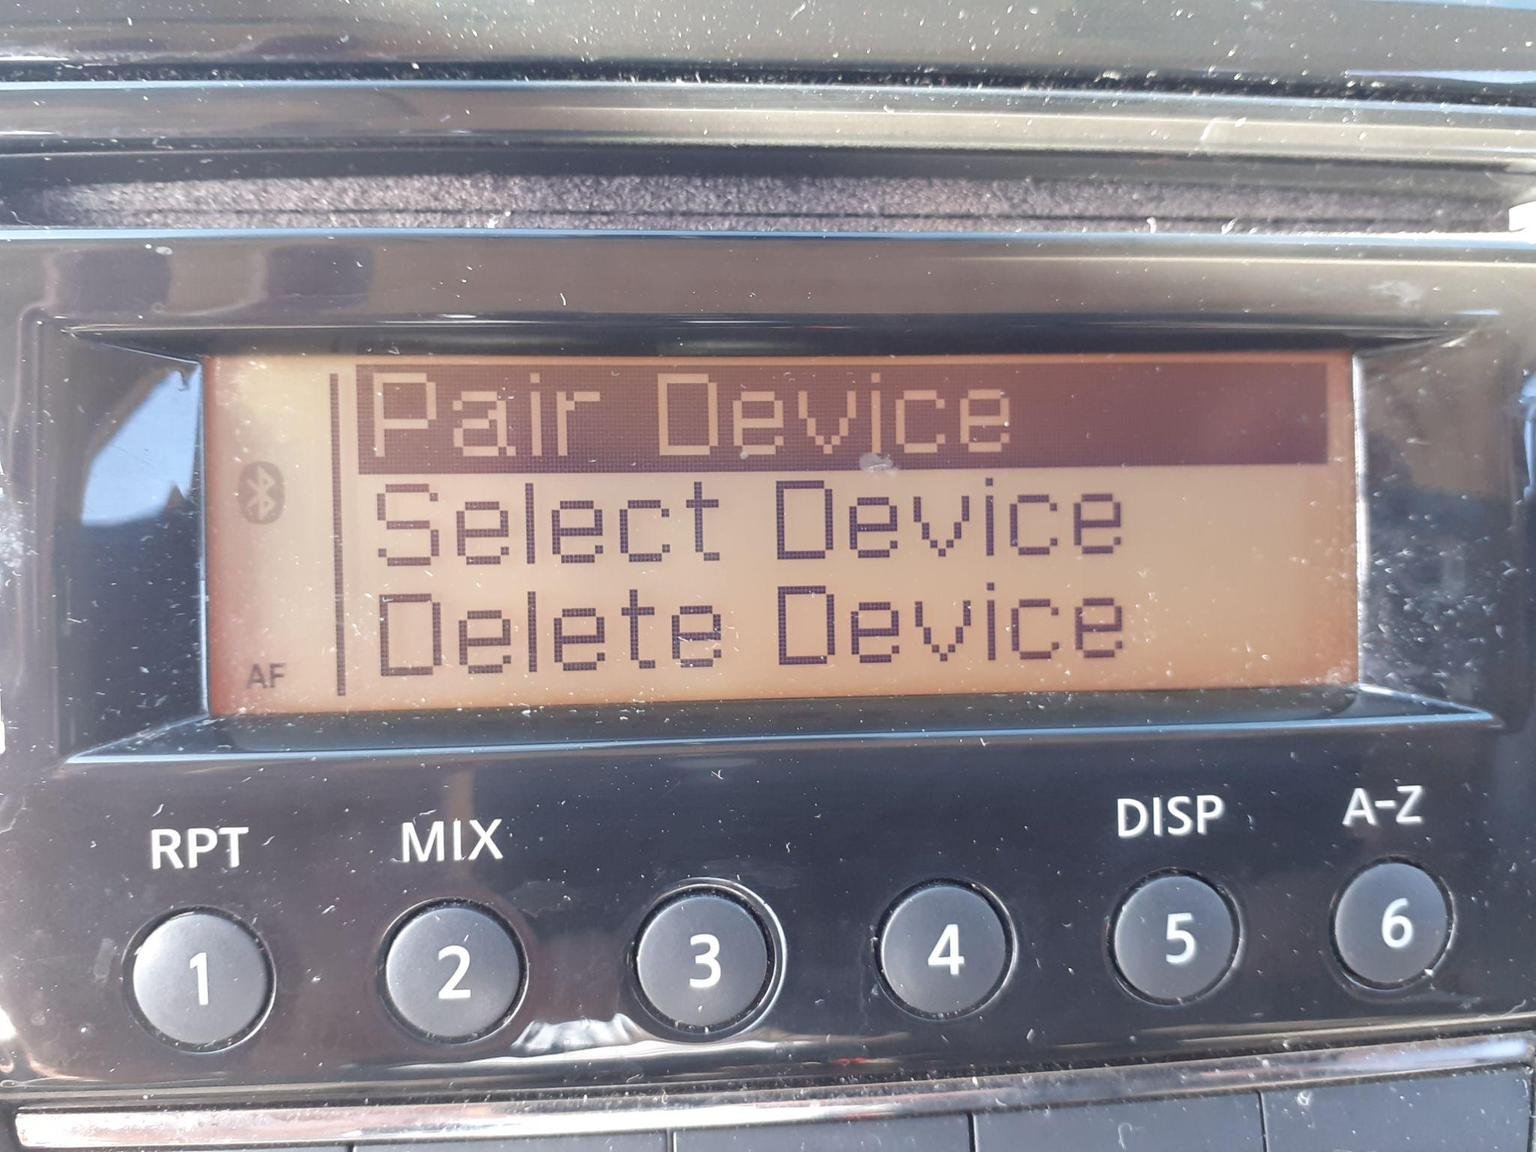 Pair Device
Select Device
Delete Device
AF
RPT MIX DISP A-Z
1 2 3 4 5 6